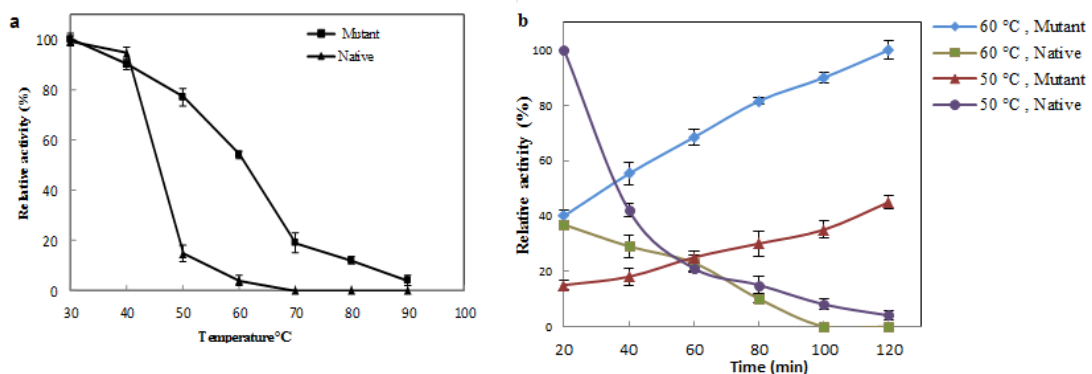 a
Relative activity (%)
100
80
60
40
20
0
30 40 50 60 70 80 90 100
Temperature°C
Mutant
Native
b
Relative activity (%)
100
80
60
40
20
0
20 40 60 80 100 120
Time (min)
60 °C , Mutant
60 °C , Native
50 °C , Mutant
50 °C , Native